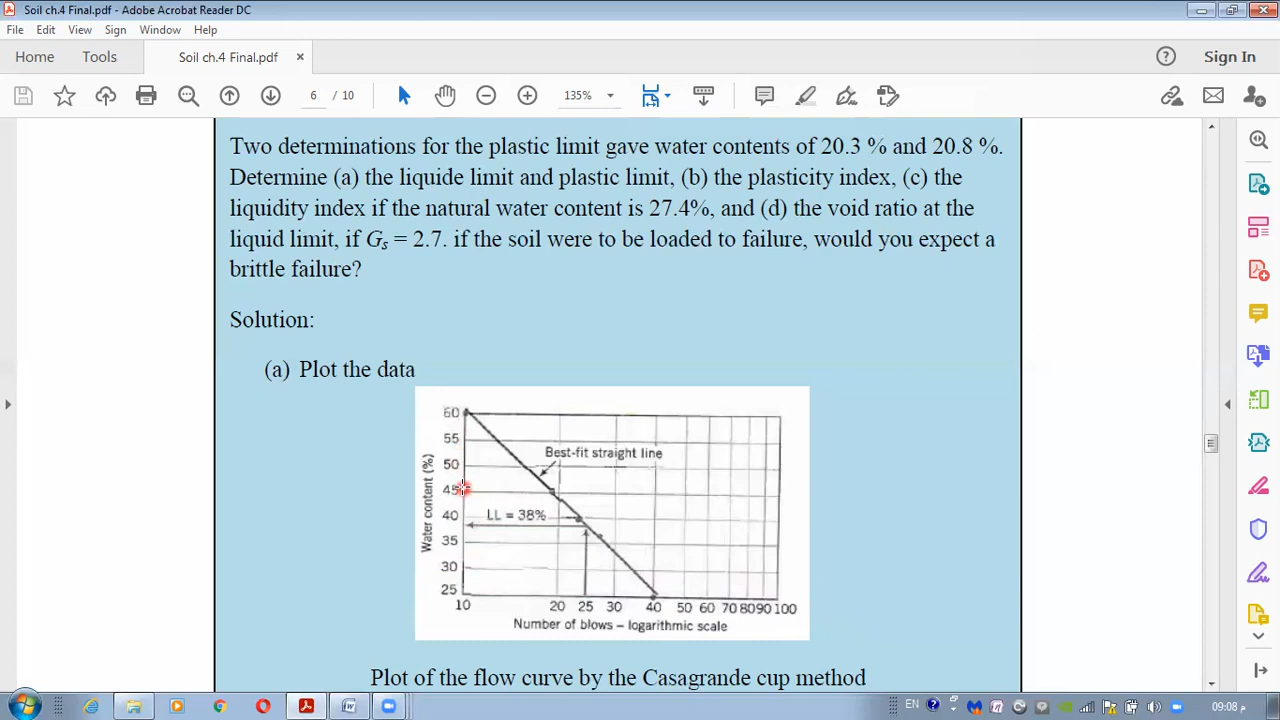 Soil ch.4 Final.pdf - Adobe Acrobat Reader DC
File Edit View Sign Window Help
Home Tools Soil ch.4 Final.pdf × Sign In
6 / 10 135%
Two determinations for the plastic limit gave water contents of 20.3 % and 20.8 %.
Determine (a) the liquide limit and plastic limit, (b) the plasticity index, (c) the
liquidity index if the natural water content is 27.4%, and (d) the void ratio at the
liquid limit, if Gs = 2.7. if the soil were to be loaded to failure, would you expect a
brittle failure?
Solution:
(a) Plot the data
60
55
Best-fit straight line
50
45
LL = 38%
40
35
30
25
Water content (%)
10 20 25 30 40 50 60 70 80 90 100
Number of blows – logarithmic scale
Plot of the flow curve by the Casagrande cup method
EN 09:08 م